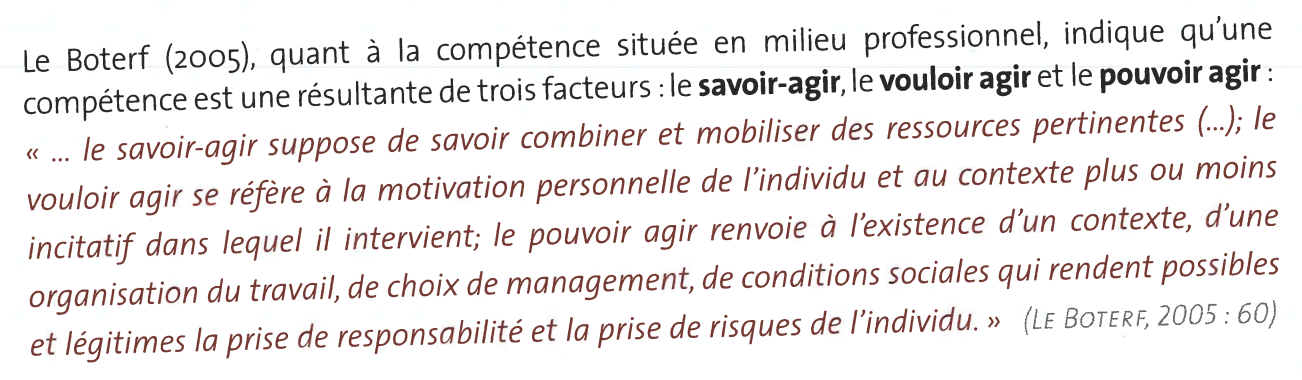 Le Boterf (2005), quant à la compétence située en milieu professionnel, indique qu'une
compétence est une résultante de trois facteurs : le savoir-agir, le vouloir agir et le pouvoir agir :
« ... le savoir-agir suppose de savoir combiner et mobiliser des ressources pertinentes (...); le
vouloir agir se réfère à la motivation personnelle de l'individu et au contexte plus ou moins
incitatif dans lequel il intervient; le pouvoir agir renvoie à l'existence d'un contexte, d'une
organisation du travail, de choix de management, de conditions sociales qui rendent possibles
et légitimes la prise de responsabilité et la prise de risques de l'individu. » (LE BOTERF, 2005 : 60)